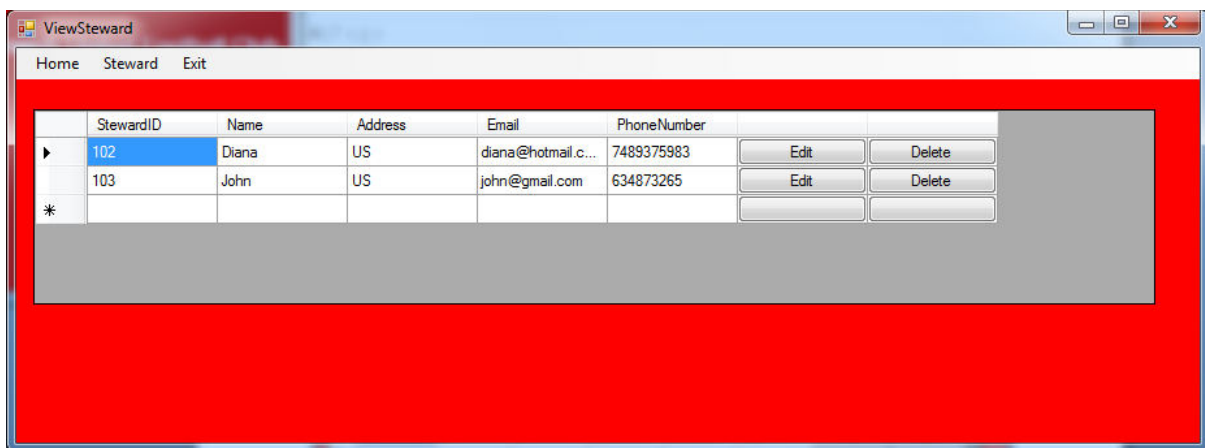 ViewSteward
Home Steward Exit
StewardID Name Address Email PhoneNumber
102 Diana US diana@hotmail.c... 7489375983 Edit Delete
103 John US john@gmail.com 634873265 Edit Delete